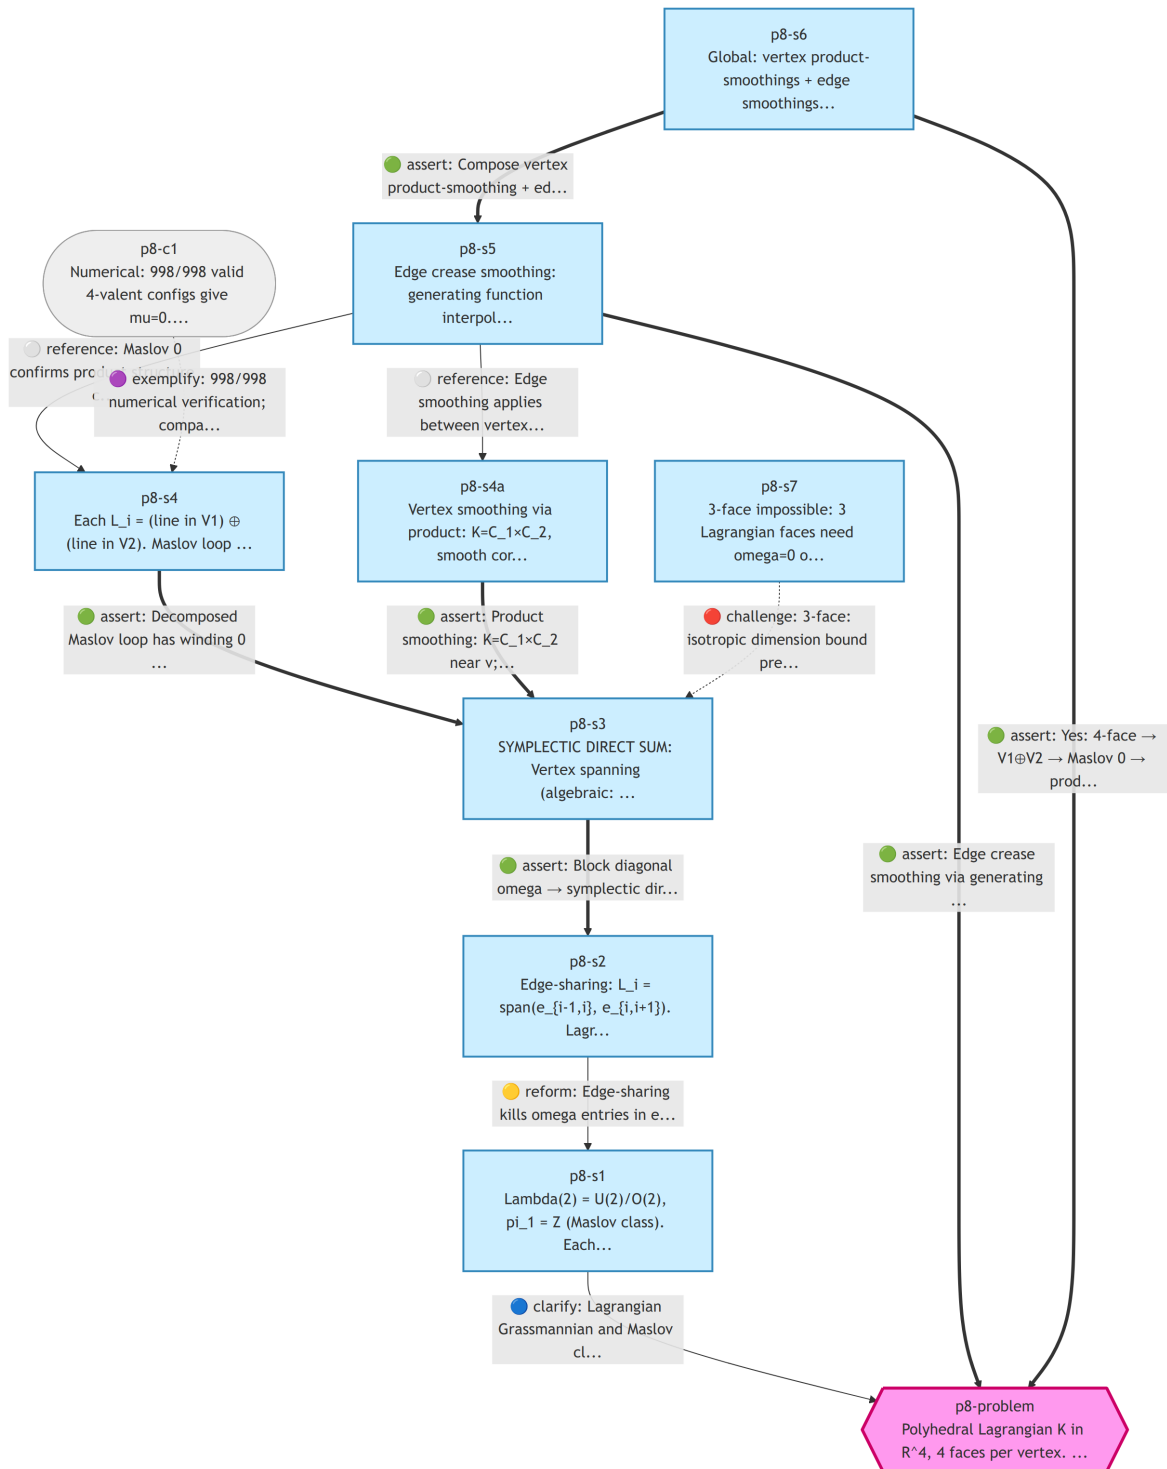 p8-s6
Global: vertex product-
smoothings + edge
smoothings...
🟢 assert: Compose vertex
product-smoothing + ed...
p8-c1
Numerical: 998/998 valid
4-valent configs give
mu=0....
p8-s5
Edge crease smoothing:
generating function
interpol...
⚪ reference: Maslov 0
confirms product structure
c...
🟣 exemplify: 998/998
numerical verification;
compa...
⚪ reference: Edge
smoothing applies
between vertex...
p8-s4
Each L_i = (line in V1) ⊕
(line in V2). Maslov loop ...
p8-s4a
Vertex smoothing via
product: K=C_1×C_2,
smooth cor...
p8-s7
3-face impossible: 3
Lagrangian faces need
omega=0 o...
🟢 assert: Decomposed
Maslov loop has winding 0
...
🟢 assert: Product
smoothing: K=C_1×C_2
near v;...
🔴 challenge: 3-face:
isotropic dimension bound
pre...
p8-s3
SYMPLECTIC DIRECT SUM:
Vertex spanning
(algebraic: ...
🟢 assert: Yes: 4-face →
V1⊕V2 → Maslov 0 →
prod...
🟢 assert: Block diagonal
omega → symplectic dir...
🟢 assert: Edge crease
smoothing via generating
...
p8-s2
Edge-sharing: L_i =
span(e_{i-1,i}, e_{i,i+1}).
Lagr...
🟡 reform: Edge-sharing
kills omega entries in e...
p8-s1
Lambda(2) = U(2)/O(2),
pi_1 = Z (Maslov class).
Each...
🔵 clarify: Lagrangian
Grassmannian and Maslov
cl...
p8-problem
Polyhedral Lagrangian K in
R^4, 4 faces per vertex. ...